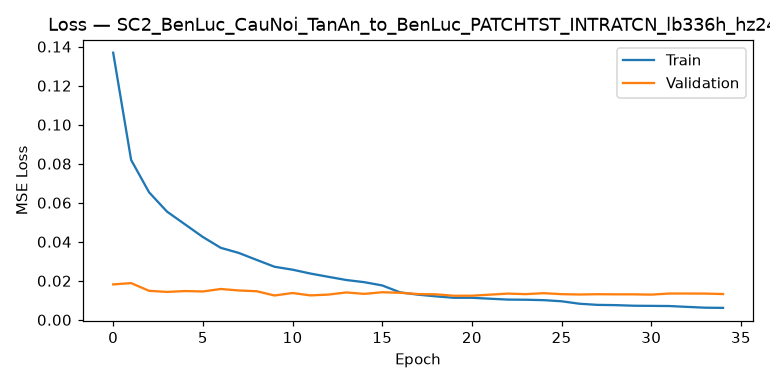 Loss — SC2_BenLuc_CauNoi_TanAn_to_BenLuc_PATCHTST_INTRATCN_lb336h_hz24
Train
Validation
MSE Loss
0.14
0.12
0.10
0.08
0.06
0.04
0.02
0.00
0 5 10 15 20 25 30 35
Epoch